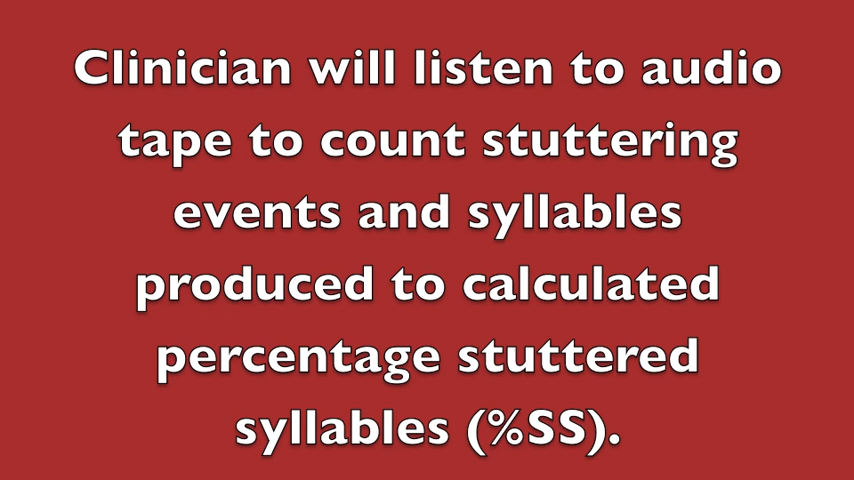 Clinician will listen to audio
tape to count stuttering
events and syllables
produced to calculated
percentage stuttered
syllables (%SS).